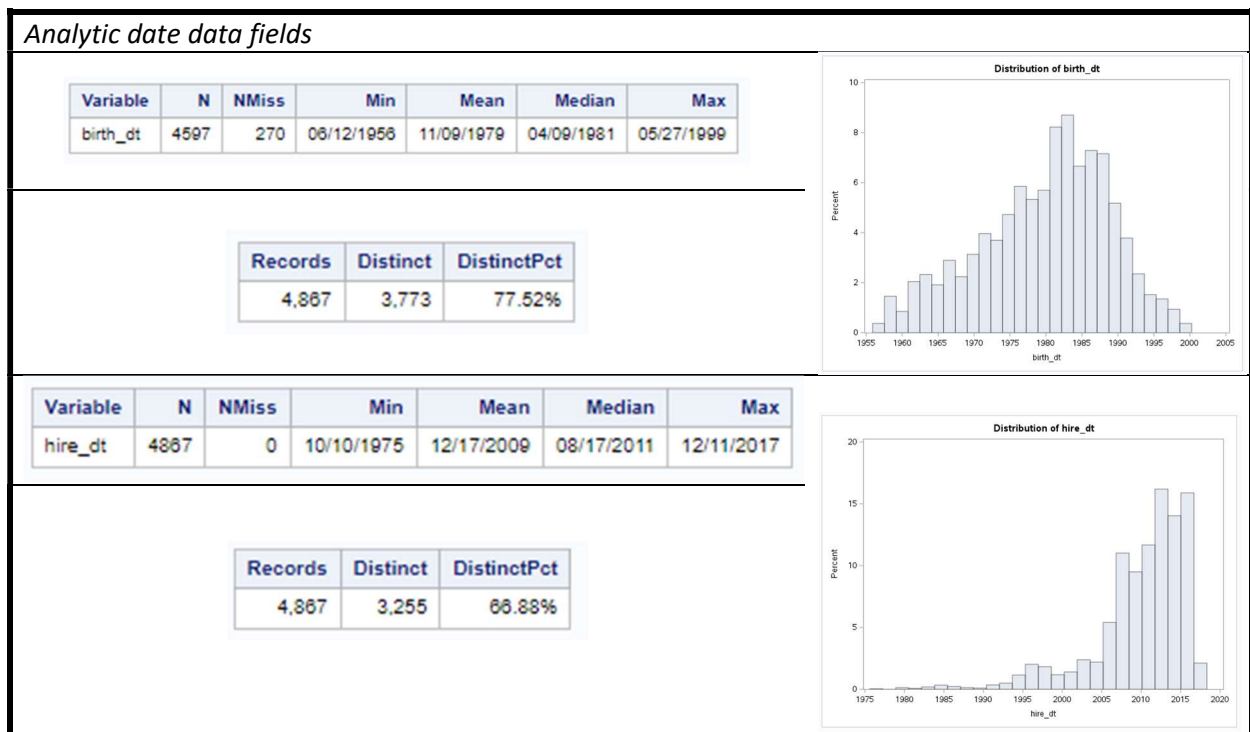 Analytic date data fields
Variable N NMiss Min Mean Median Max
birth_dt 4597 270 06/12/1956 11/09/1979 04/09/1981 05/27/1999
Records Distinct DistinctPct
4,867 3,773 77.52%
Distribution of birth_dt
10
8
6
4
2
0
Percent
1955 1960 1965 1970 1975 1980 1985 1990 1995 2000 2005
birth_dt
Variable N NMiss Min Mean Median Max
hire_dt 4867 0 10/10/1975 12/17/2009 08/17/2011 12/11/2017
Records Distinct DistinctPct
4,867 3,255 66.88%
Distribution of hire_dt
20
15
10
5
0
Percent
1975 1980 1985 1990 1995 2000 2005 2010 2015 2020
hire_dt